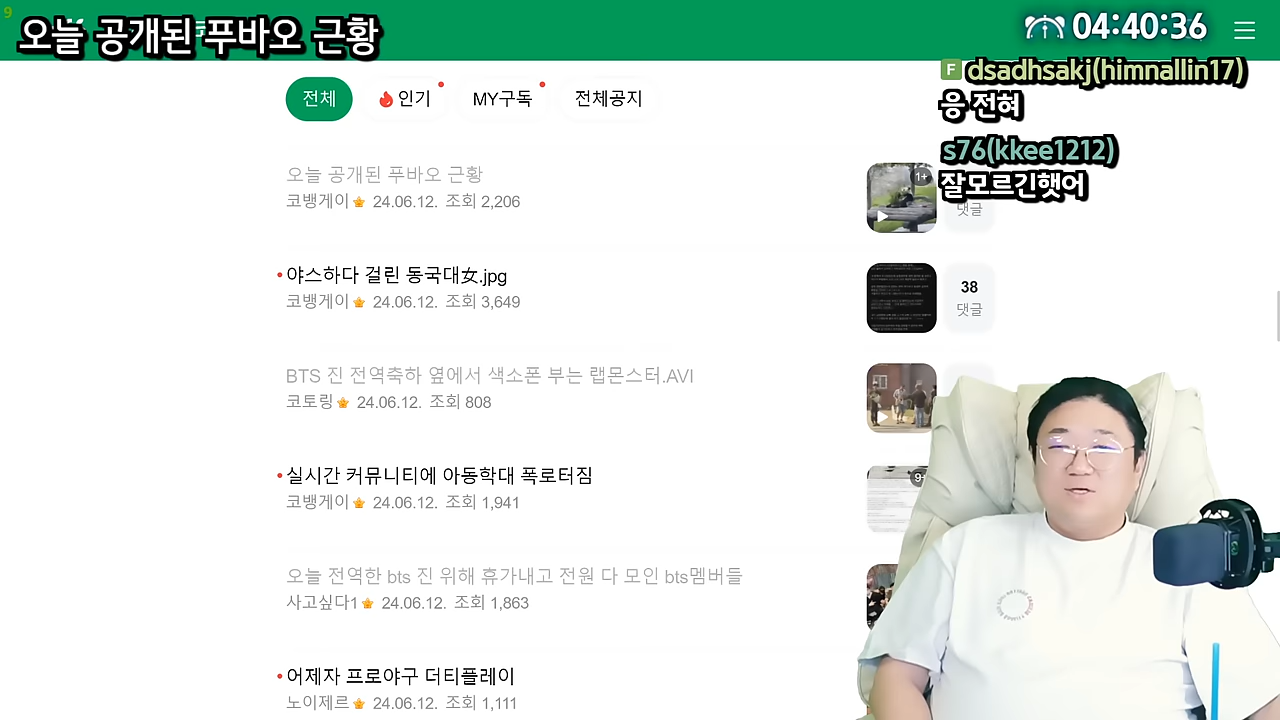 9
오늘 공개된 푸바오 근황
04:40:36
F dsadhsakj(himnallin17)
응 전혀
s76(kkee1212)
잘모르긴햇어
전체
인기
MY구독
전체공지
오늘 공개된 푸바오 근황
코뱅게이 24.06.12. 조회 2,206
1+
댓글
야스하다 걸린 동국대생.jpg
코뱅게이 24.06.12. 조회 3,049
38
댓글
BTS 진 전역축하 옆에서 색소폰 부는 랩몬스터.AVI
코토링 24.06.12. 조회 808
실시간 커뮤니티에 아동학대 폭로터짐
코뱅게이 24.06.12. 조회 1,941
9+
오늘 전역한 bts 진 위해 휴가내고 전원 다 모인 bts멤버들
사고싶다1 24.06.12. 조회 1,863
어제자 프로야구 더티플레이
노이제르 24.06.12. 조회 1,111